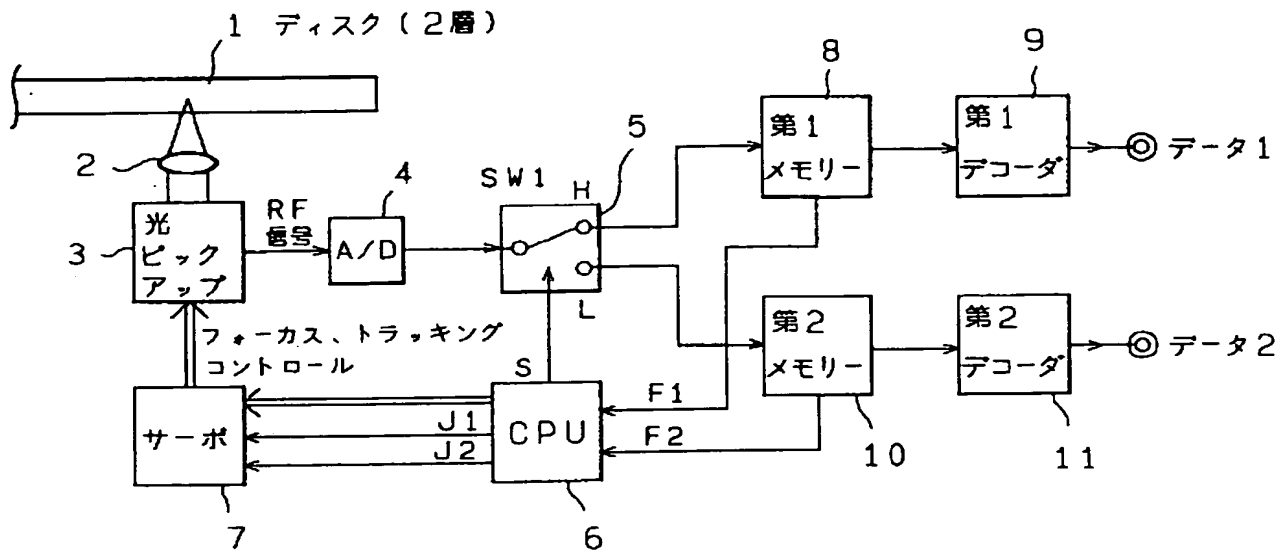 1 ディスク(2層)
8
9
第1
メモリー
第1
デコーダ
データ1
2
5
SW1
H
L
4
RF
信号
A/D
3
光
ピック
アップ
フォーカス、トラッキング
コントロール
S
F1
F2
第2
メモリー
第2
デコーダ
データ2
サーボ
J1
J2
CPU
10
11
7
6